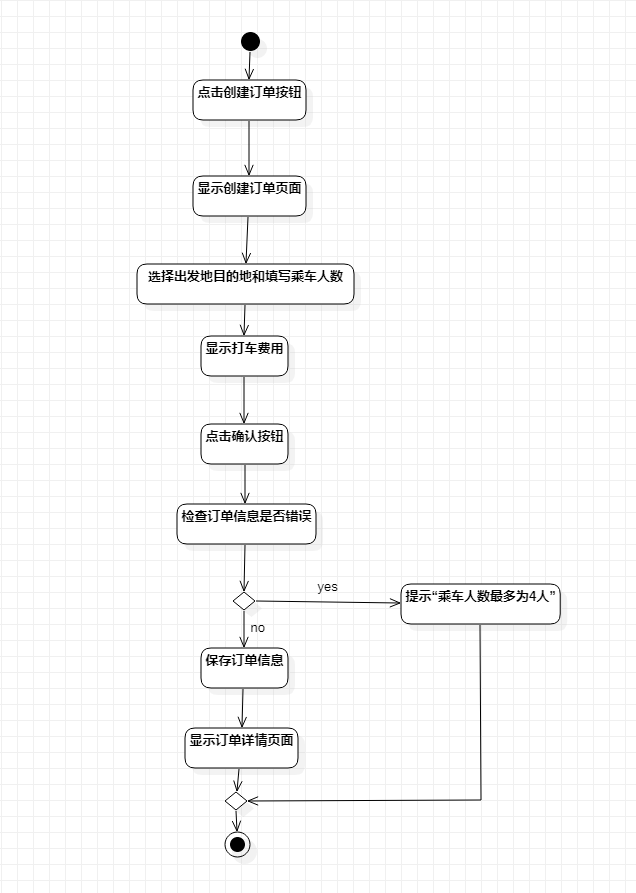 点击创建订单按钮
显示创建订单页面
选择出发地目的地和填写乘车人数
显示打车费用
点击确认按钮
检查订单信息是否错误
yes
提示“乘车人数最多为4人”
no
保存订单信息
显示订单详情页面